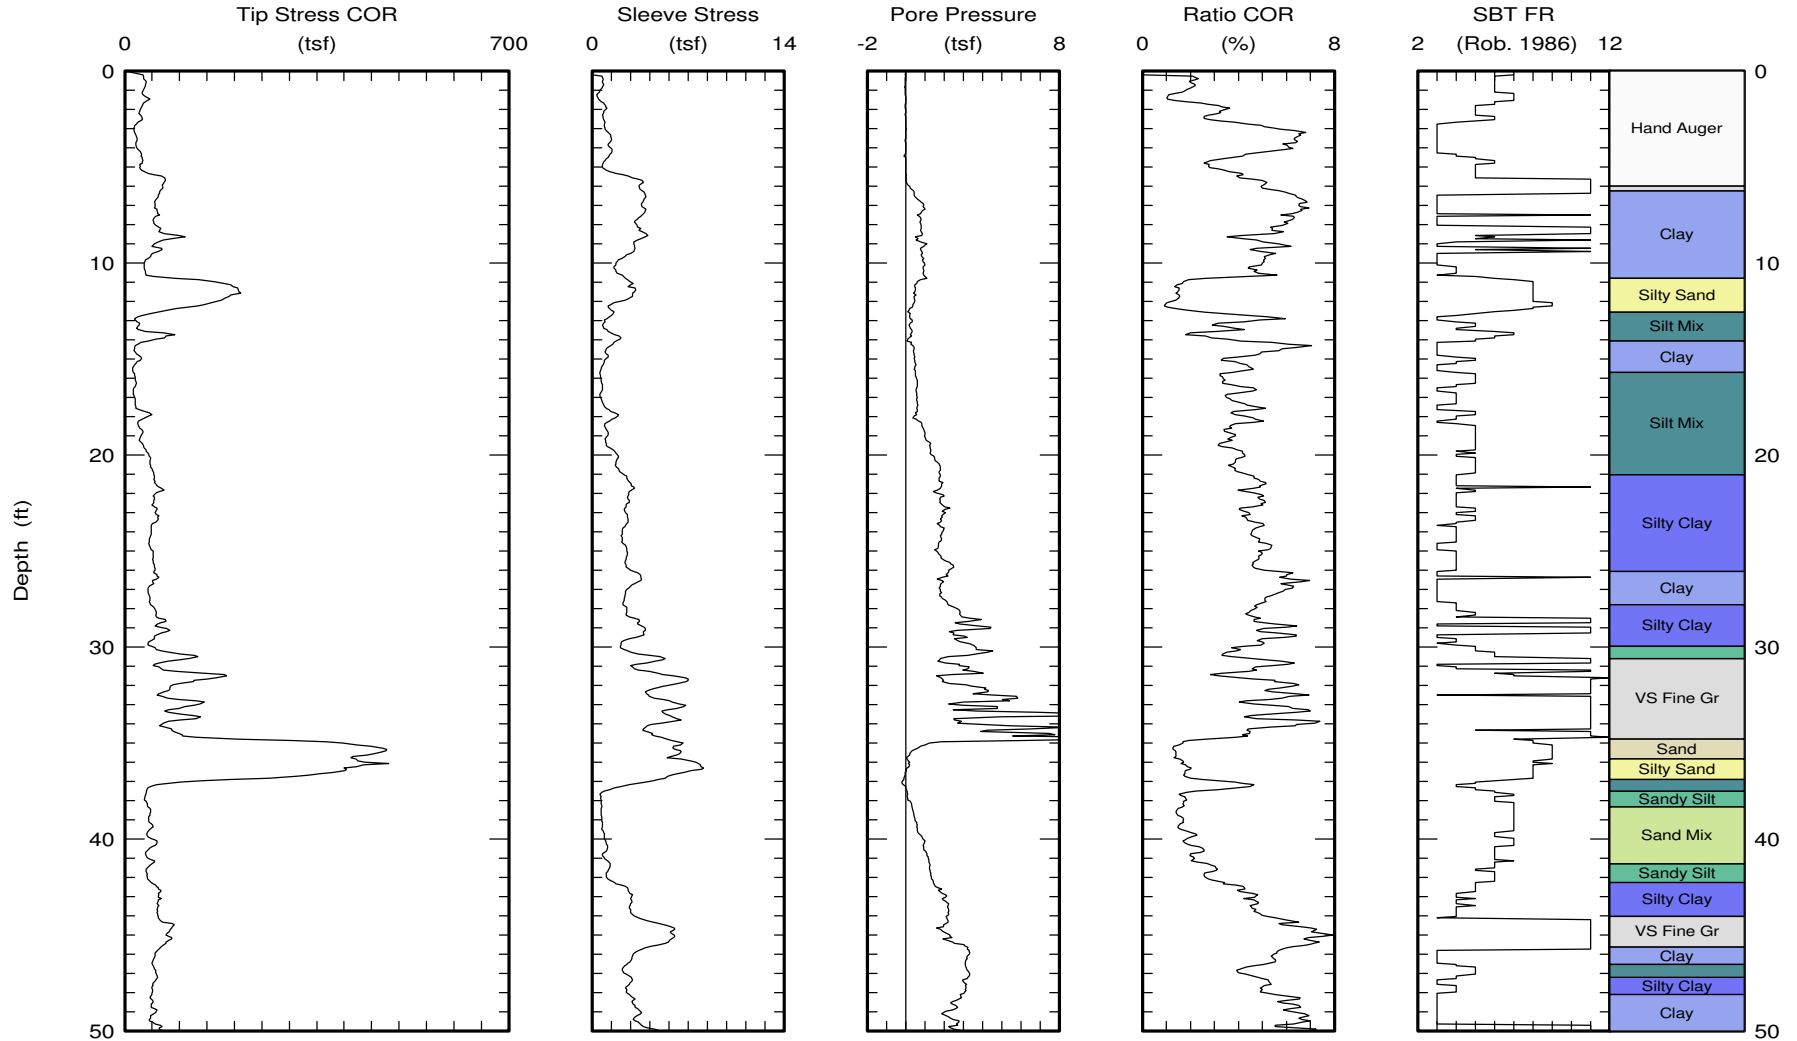 Tip Stress COR
Sleeve Stress
Pore Pressure
Ratio COR
SBT FR
0 (tsf) 700
0 (tsf) 14
-2 (tsf) 8
0 (%) 8
2 (Rob. 1986) 12
0
10
20
30
40
50
Depth (ft)
Hand Auger
Clay
Silty Sand
Silt Mix
Clay
Silt Mix
Silty Clay
Clay
Silty Clay
VS Fine Gr
Sand
Silty Sand
Sandy Silt
Sand Mix
Sandy Silt
Silty Clay
VS Fine Gr
Clay
Silty Clay
Clay
0
10
20
30
40
50